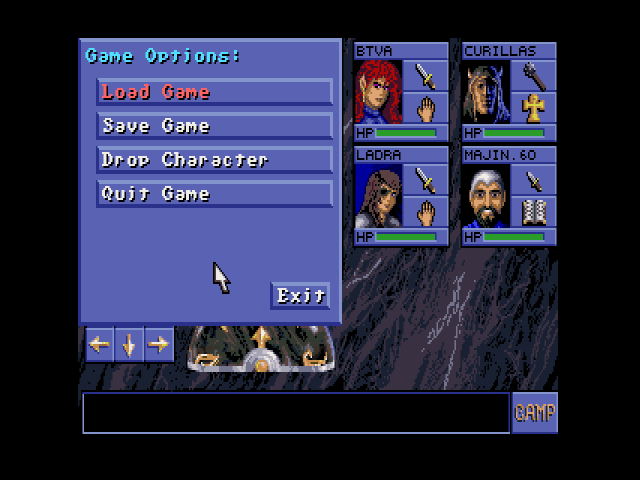 Game Options:
Load Game
Save Game
Drop Character
Quit Game
Exit
BTVA
CURILLAS
HP
HP
LADRA
MAJIN.60
HP
HP
CAMP